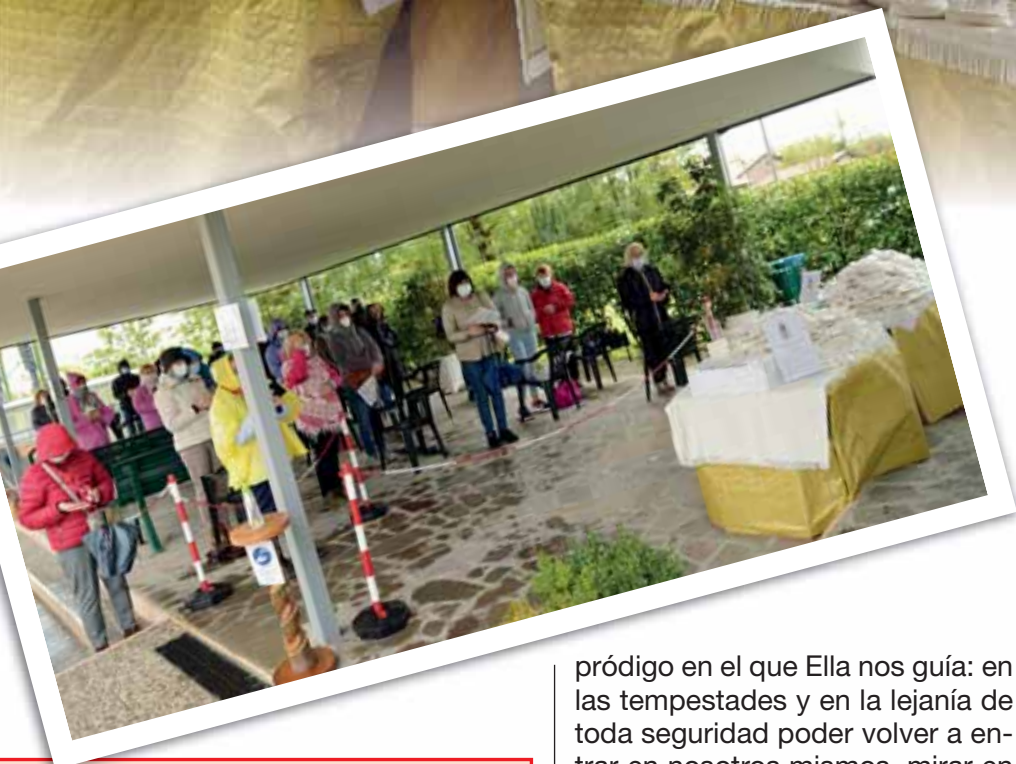 pródigo en el que Ella nos guía: en
las tempestades y en la lejanía de
toda seguridad poder volver a en-